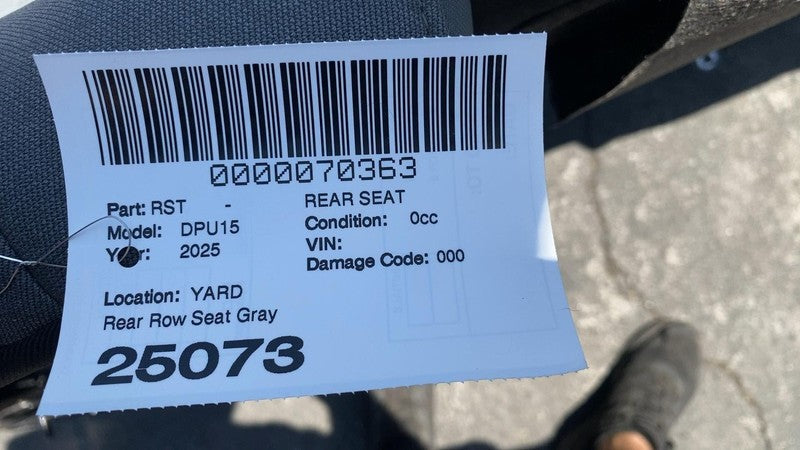 0000070363
Part: RST - REAR SEAT
Model: DPU15 Condition: 0cc
Year: 2025 VIN:
Damage Code: 000
Location: YARD
Rear Row Seat Gray
25073